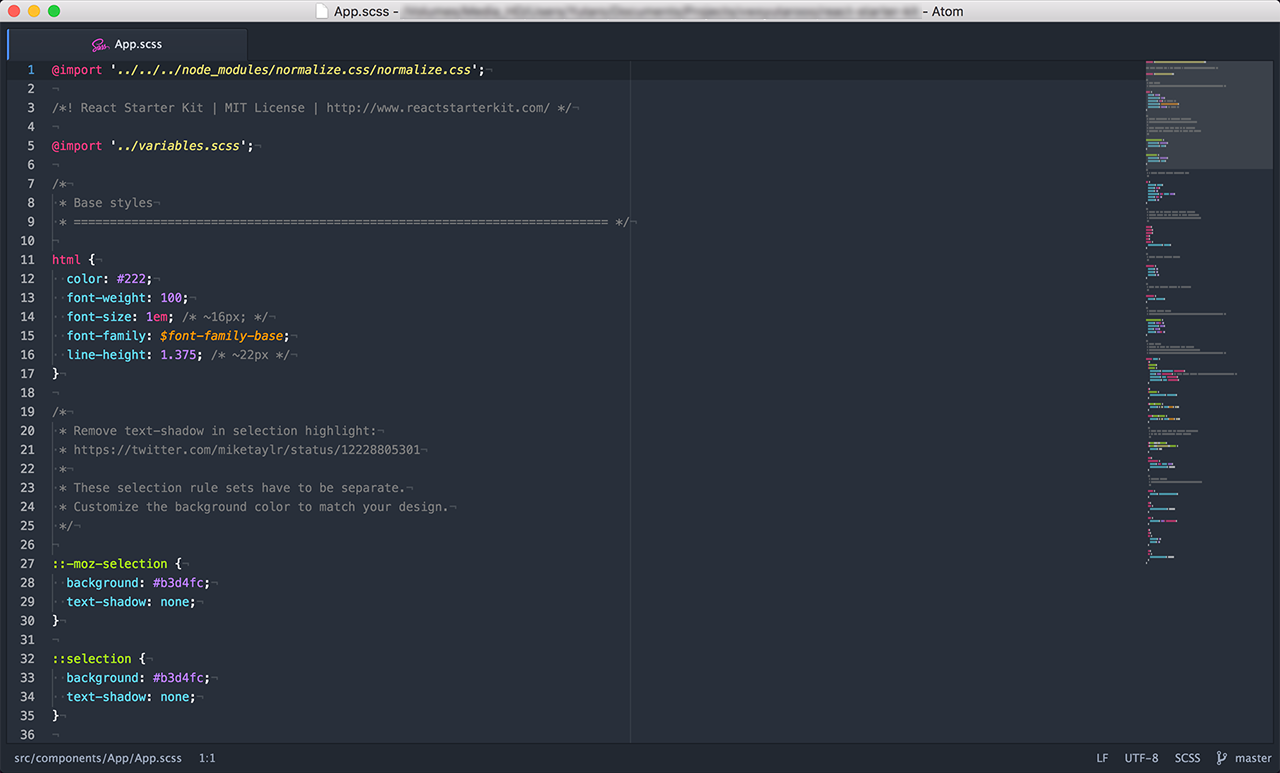 App.scss - - Atom
App.scss
1 @import '../../../node_modules/normalize.css/normalize.css';
2
3 /*! React Starter Kit | MIT License | http://www.reactstarterkit.com/ */
4
5 @import '../variables.scss';
6
7 /*
8 * Base styles
9 * ========================================================================== */
10
11 html {
12 color: #222;
13 font-weight: 100;
14 font-size: 1em; /* ~16px; */
15 font-family: $font-family-base;
16 line-height: 1.375; /* ~22px */
17 }
18
19 /*
20 * Remove text-shadow in selection highlight:
21 * https://twitter.com/miketaylr/status/12228805301
22 *
23 * These selection rule sets have to be separate.
24 * Customize the background color to match your design.
25 */
26
27 ::-moz-selection {
28 background: #b3d4fc;
29 text-shadow: none;
30 }
31
32 ::selection {
33 background: #b3d4fc;
34 text-shadow: none;
35 }
36
src/components/App/App.scss 1:1 LF UTF-8 SCSS master